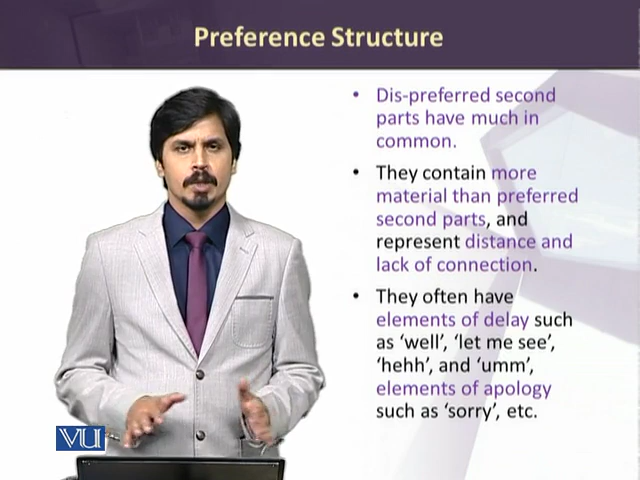 Preference Structure
• Dis-preferred second
parts have much in
common.
• They contain more
material than preferred
second parts, and
represent distance and
lack of connection.
• They often have
elements of delay such
as ‘well’, ‘let me see’,
‘hehh’, and ‘umm’,
elements of apology
such as ‘sorry’, etc.
VU